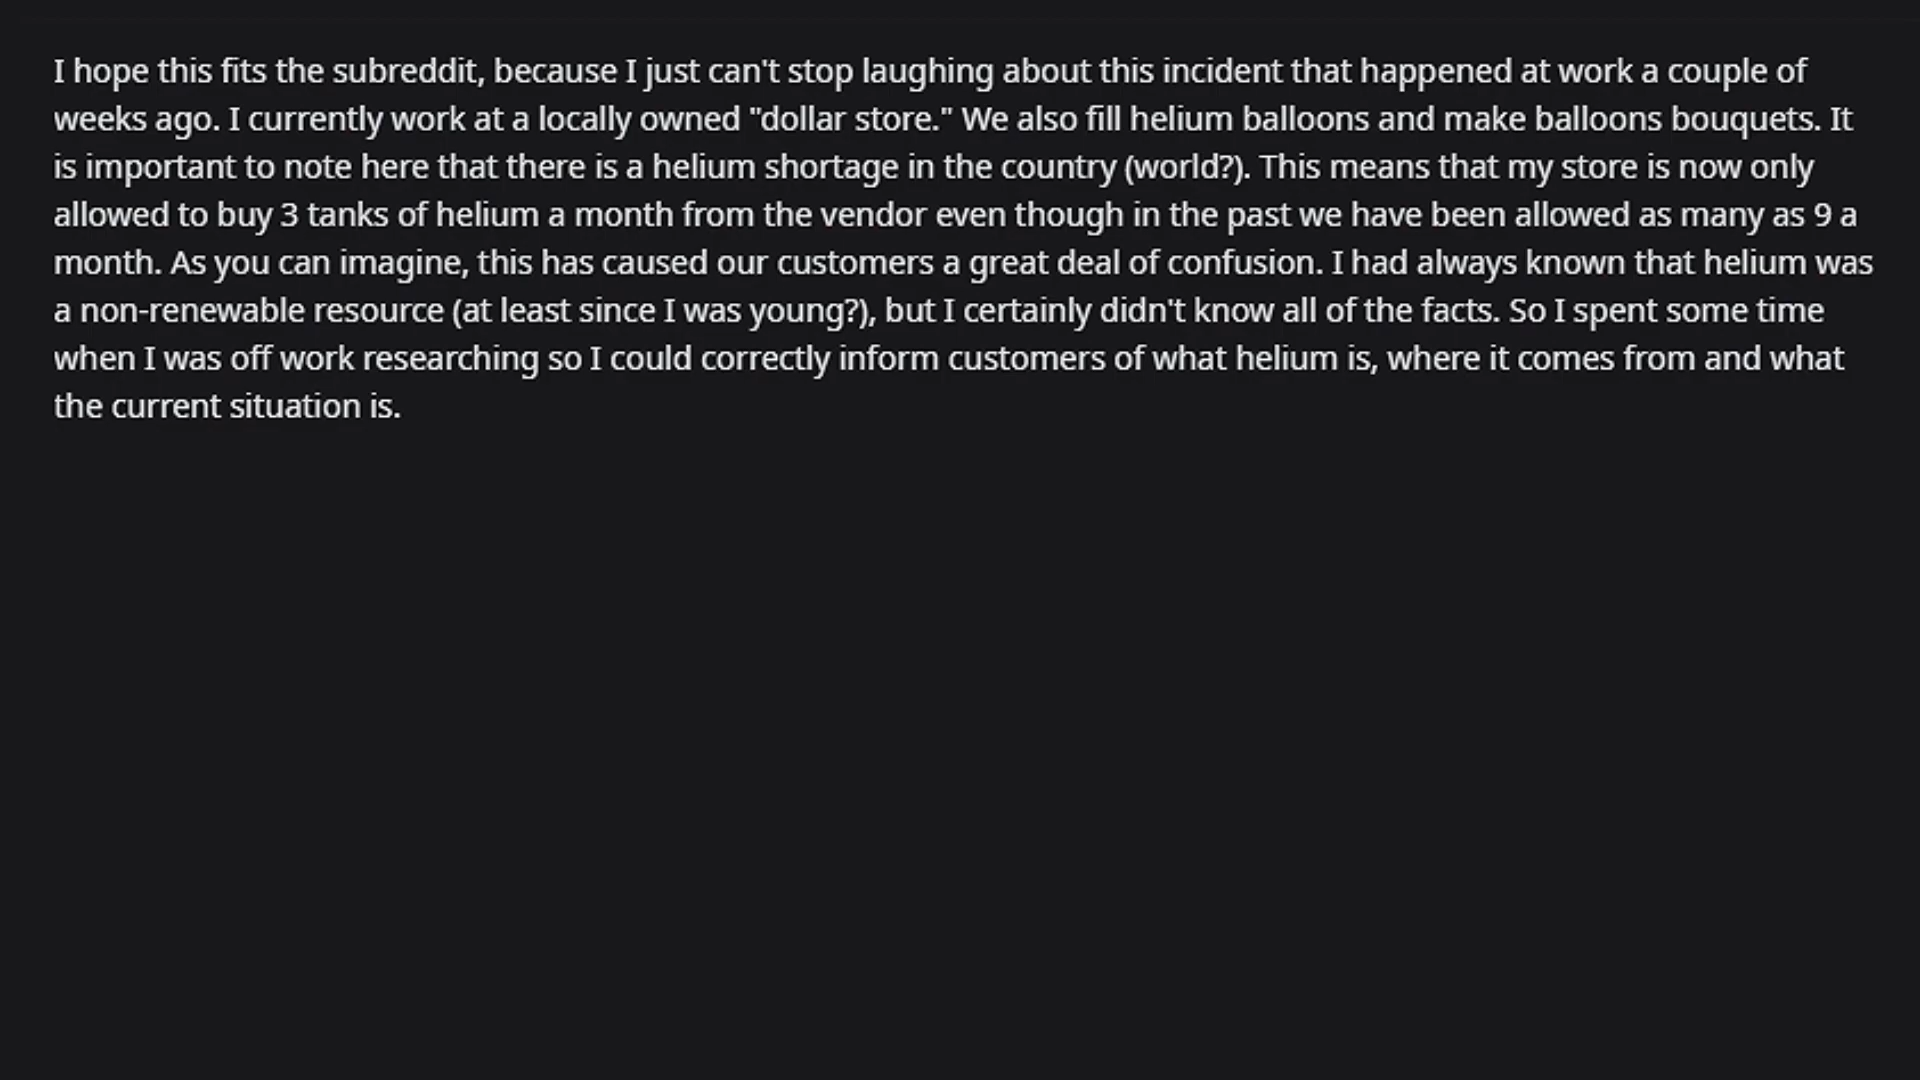 I hope this fits the subreddit, because I just can't stop laughing about this incident that happened at work a couple of
weeks ago. I currently work at a locally owned "dollar store." We also fill helium balloons and make balloons bouquets. It
is important to note here that there is a helium shortage in the country (world?). This means that my store is now only
allowed to buy 3 tanks of helium a month from the vendor even though in the past we have been allowed as many as 9 a
month. As you can imagine, this has caused our customers a great deal of confusion. I had always known that helium was
a non-renewable resource (at least since I was young?), but I certainly didn't know all of the facts. So I spent some time
when I was off work researching so I could correctly inform customers of what helium is, where it comes from and what
the current situation is.